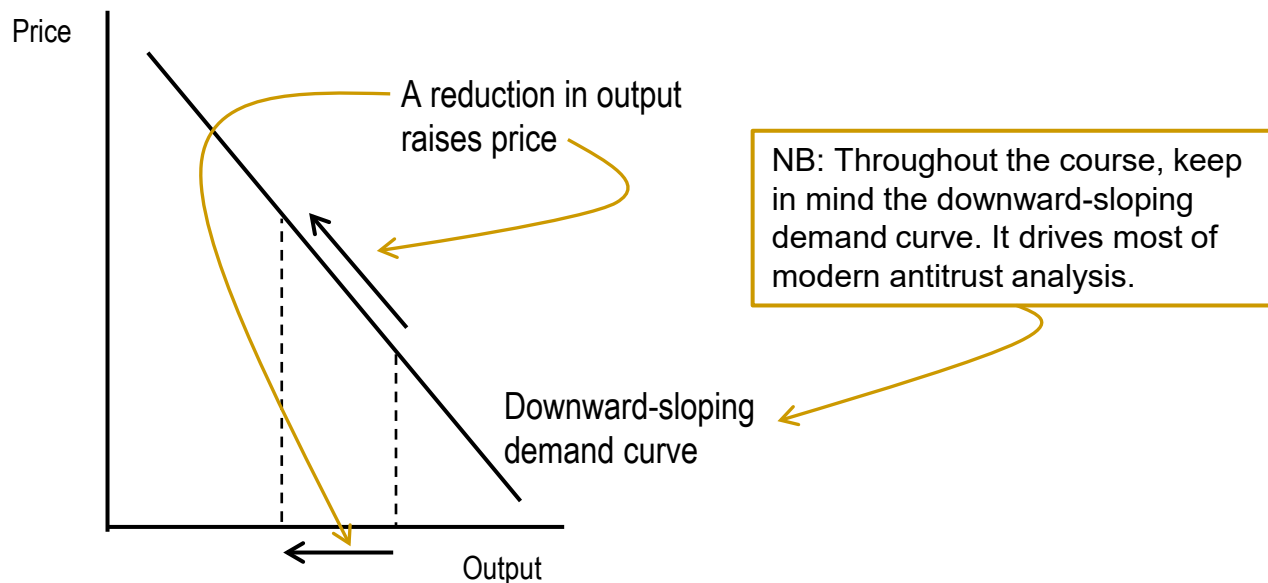 Price
A reduction in output
raises price
NB: Throughout the course, keep
in mind the downward-sloping
demand curve. It drives most of
modern antitrust analysis.
Downward-sloping
demand curve
Output